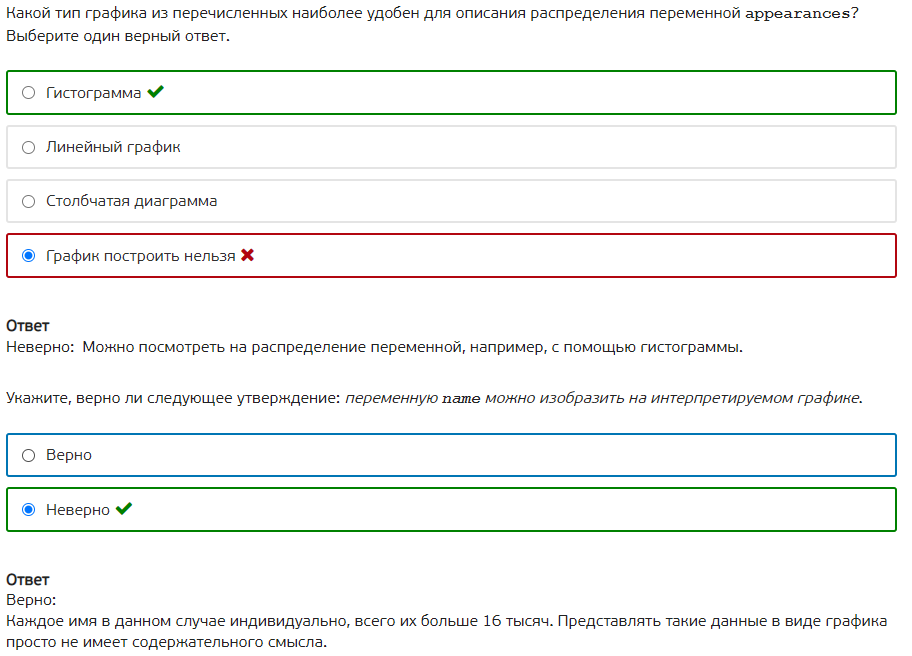 Какой тип графика из перечисленных наиболее удобен для описания распределения переменной appearances?
Выберите один верный ответ.
Гистограмма
Линейный график
Столбчатая диаграмма
График построить нельзя
Ответ
Неверно: Можно посмотреть на распределение переменной, например, с помощью гистограммы.
Укажите, верно ли следующее утверждение: переменную name можно изобразить на интерпретируемом графике.
Верно
Неверно
Ответ
Верно:
Каждое имя в данном случае индивидуально, всего их больше 16 тысяч. Представлять такие данные в виде графика
просто не имеет содержательного смысла.